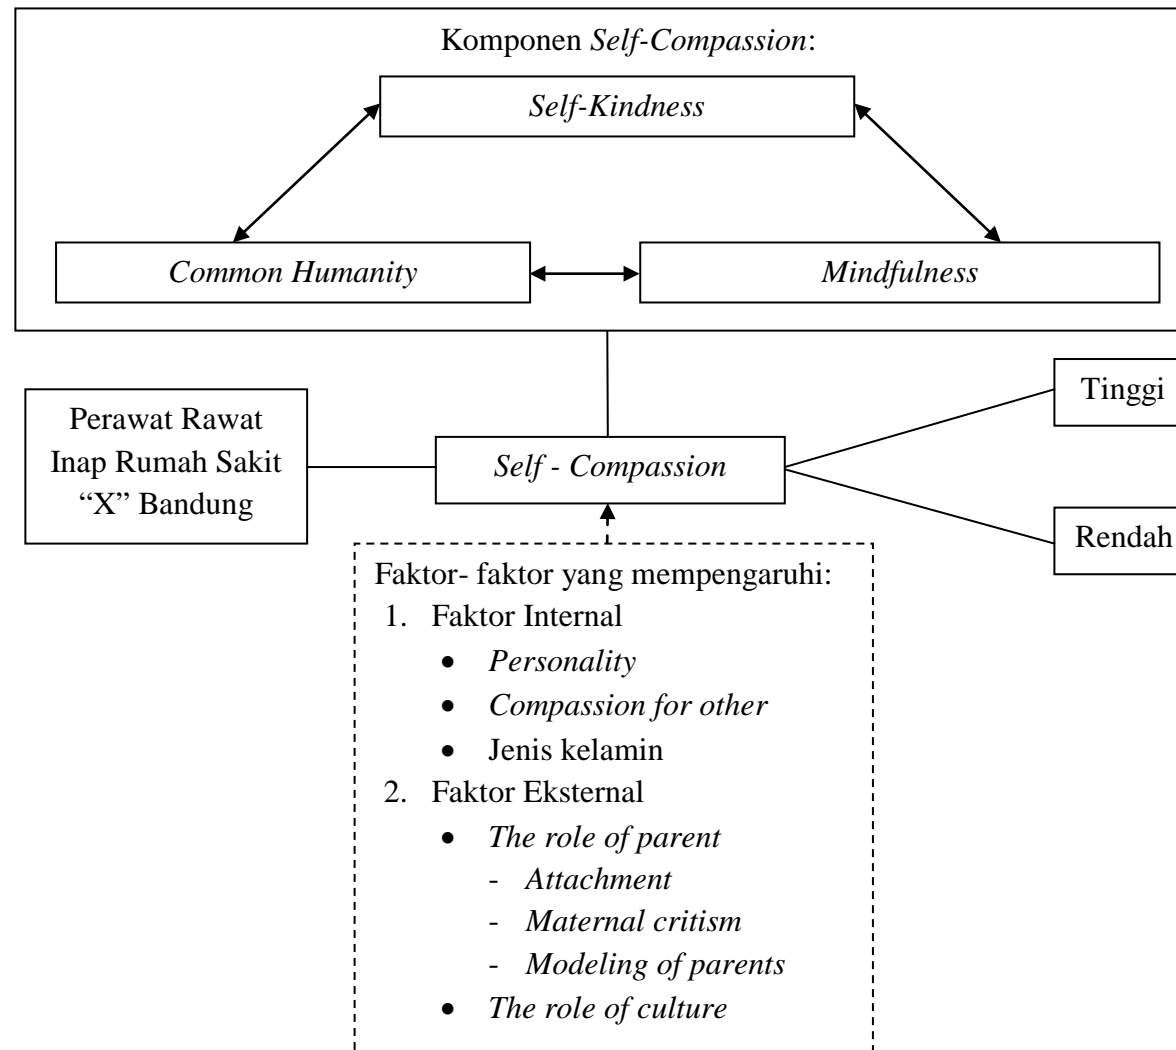 Komponen Self-Compassion:
Self-Kindness
Common Humanity
Mindfulness
Perawat Rawat
Inap Rumah Sakit
“X” Bandung
Self - Compassion
Tinggi
Rendah
Faktor- faktor yang mempengaruhi:
1. Faktor Internal
• Personality
• Compassion for other
• Jenis kelamin
2. Faktor Eksternal
• The role of parent
- Attachment
- Maternal critism
- Modeling of parents
• The role of culture